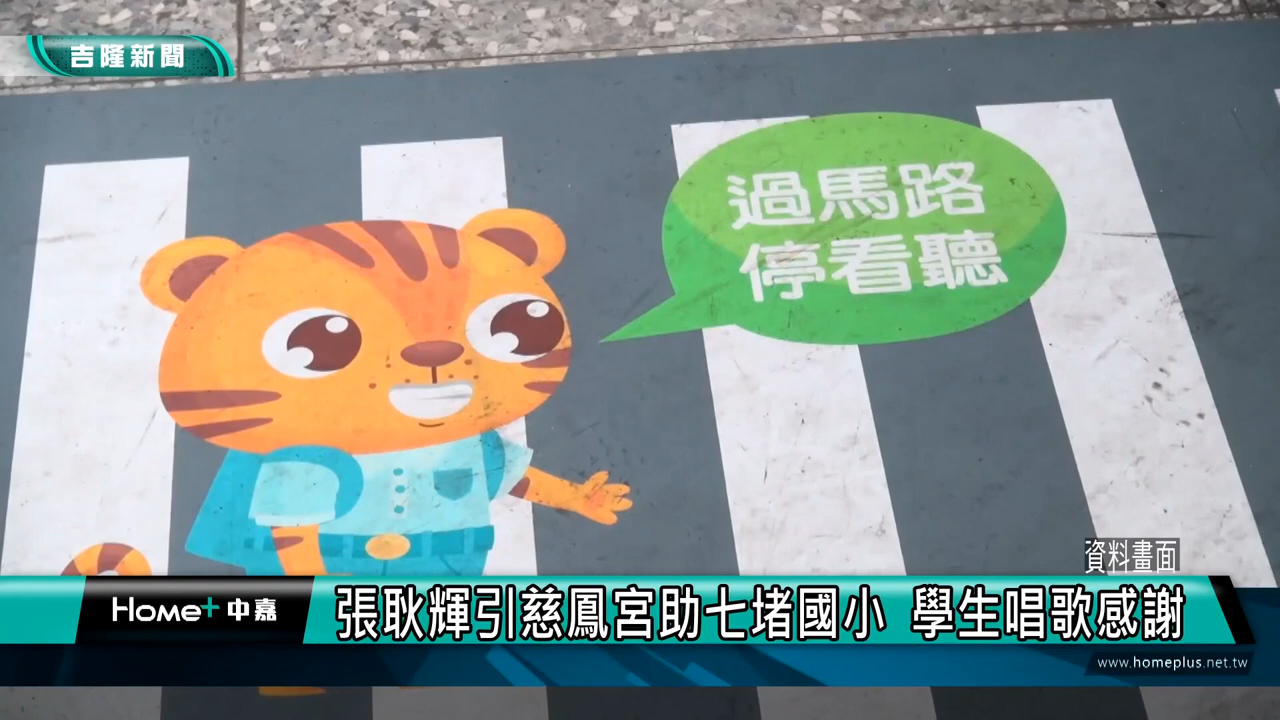 吉隆新聞
過馬路
停看聽
資料畫面
Home+中嘉
張耿輝引慈鳳宮助七堵國小 學生唱歌感謝
www.homeplus.net.tw